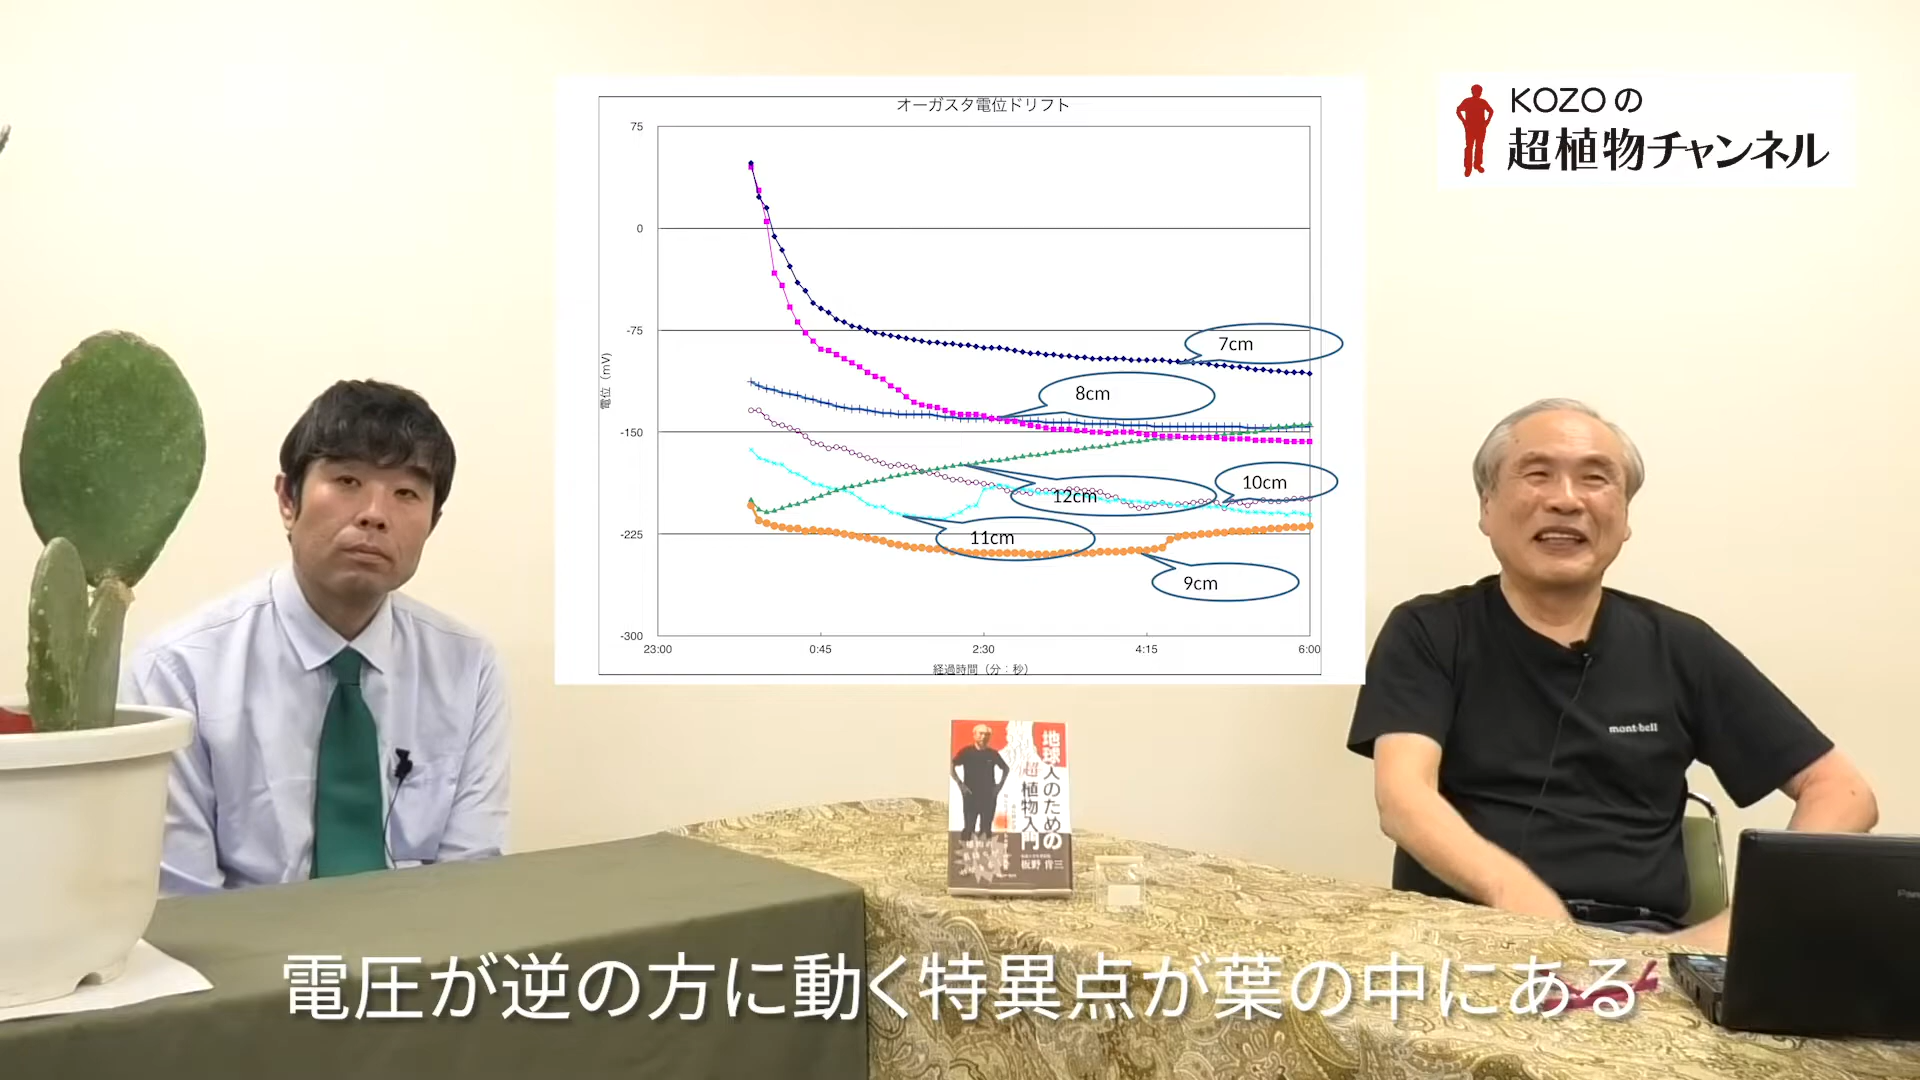 KOZOの
超植物チャンネル
オーガスタ電位ドリフト
75
0
-75
-150
-225
-300
電位（mV）
7cm
8cm
10cm
12cm
11cm
9cm
23:00
0:45
2:30
4:15
6:00
経過時間（分：秒）
地球人のための
超植物入門
板野肯三
mont-bell
電圧が逆の方に動く特異点が葉の中にある